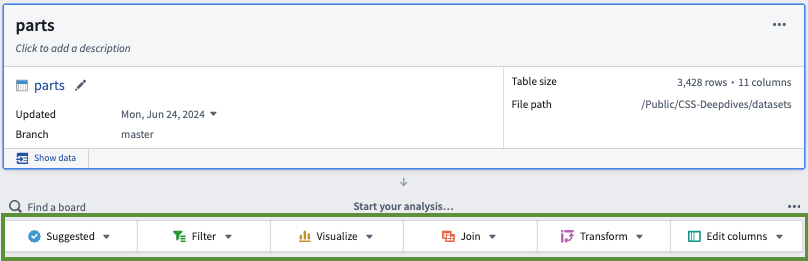 parts
Click to add a description
parts
Updated Mon, Jun 24, 2024
Branch master
Table size 3,428 rows • 11 columns
File path /Public/CSS-Deepdives/datasets
Show data
Find a board Start your analysis...
Suggested Filter Visualize Join Transform Edit columns